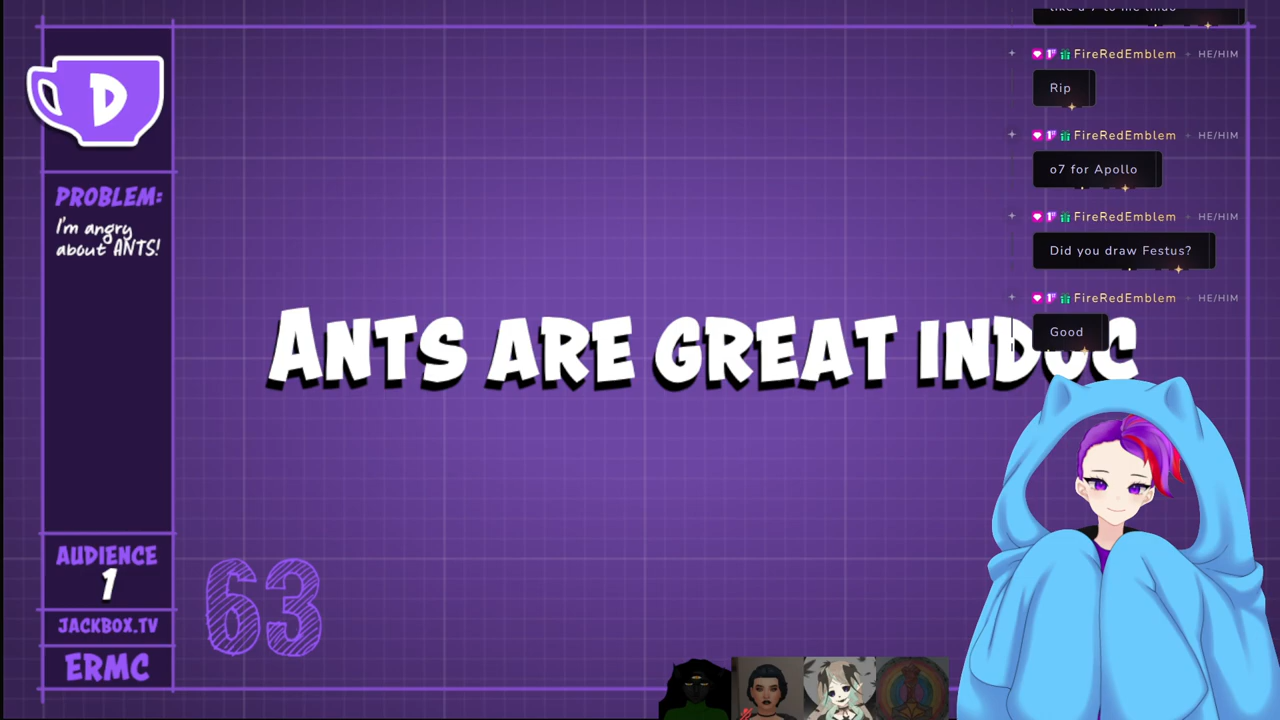 D
PROBLEM:
I'm angry
about ANTS!
AUDIENCE
1
JACKBOX.TV
ERMC
63
ANTS ARE GREAT INDUC
FireRedEmblem HE/HIM
Rip
FireRedEmblem HE/HIM
o7 for Apollo
FireRedEmblem HE/HIM
Did you draw Festus?
FireRedEmblem HE/HIM
Good